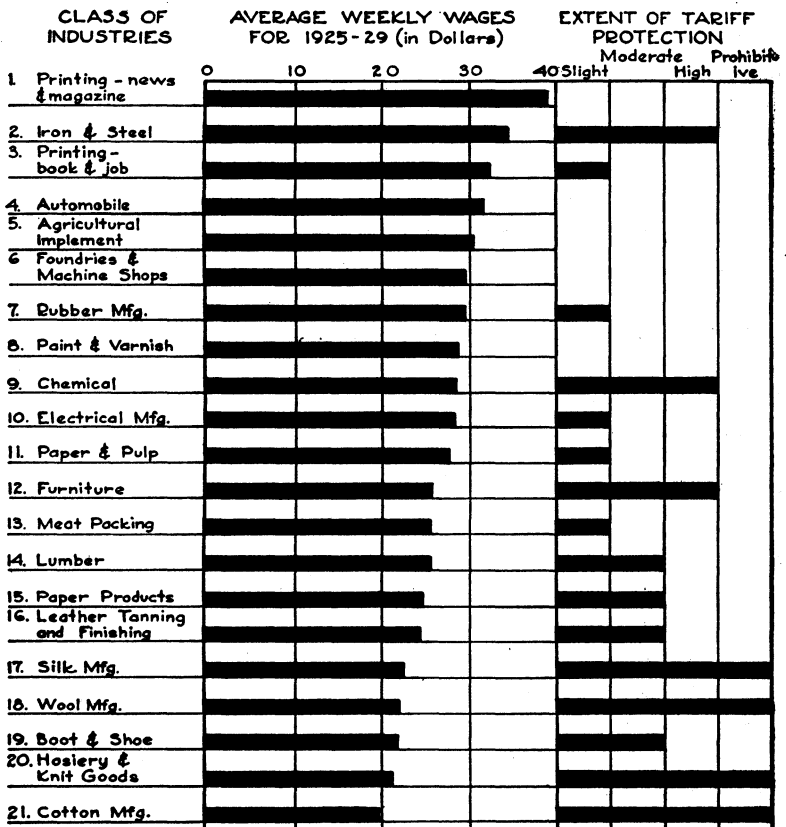 CLASS OF
INDUSTRIES
AVERAGE WEEKLY WAGES
FOR 1925-29 (in Dollars)
EXTENT OF TARIFF
PROTECTION
Moderate Prohibit-
Slight High ive
0 10 20 30 40
1. Printing - news
& magazine
2. Iron & Steel
3. Printing -
book & job
4. Automobile
5. Agricultural
Implement
6 Foundries &
Machine Shops
7. Rubber Mfg.
8. Paint & Varnish
9. Chemical
10. Electrical Mfg.
11. Paper & Pulp
12. Furniture
13. Meat Packing
14. Lumber
15. Paper Products
16. Leather Tanning
and Finishing
17. Silk Mfg.
18. Wool Mfg.
19. Boot & Shoe
20. Hosiery &
Knit Goods
21. Cotton Mfg.